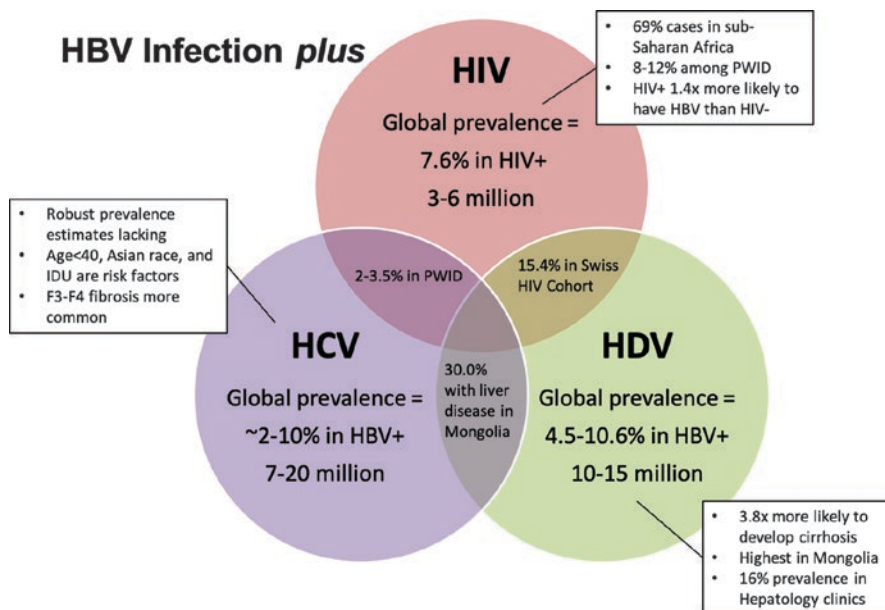 HBV Infection plus
• 69% cases in sub-
Saharan Africa
• 8-12% among PWID
• HIV+ 1.4x more likely to
have HBV than HIV-
HIV
Global prevalence =
7.6% in HIV+
3-6 million
• Robust prevalence
estimates lacking
• Age<40, Asian race, and
IDU are risk factors
• F3-F4 fibrosis more
common
2-3.5% in PWID
15.4% in Swiss
HIV Cohort
HCV
Global prevalence =
~2-10% in HBV+
7-20 million
30.0%
with liver
disease in
Mongolia
HDV
Global prevalence =
4.5-10.6% in HBV+
10-15 million
• 3.8x more likely to
develop cirrhosis
• Highest in Mongolia
• 16% prevalence in
Hepatology clinics